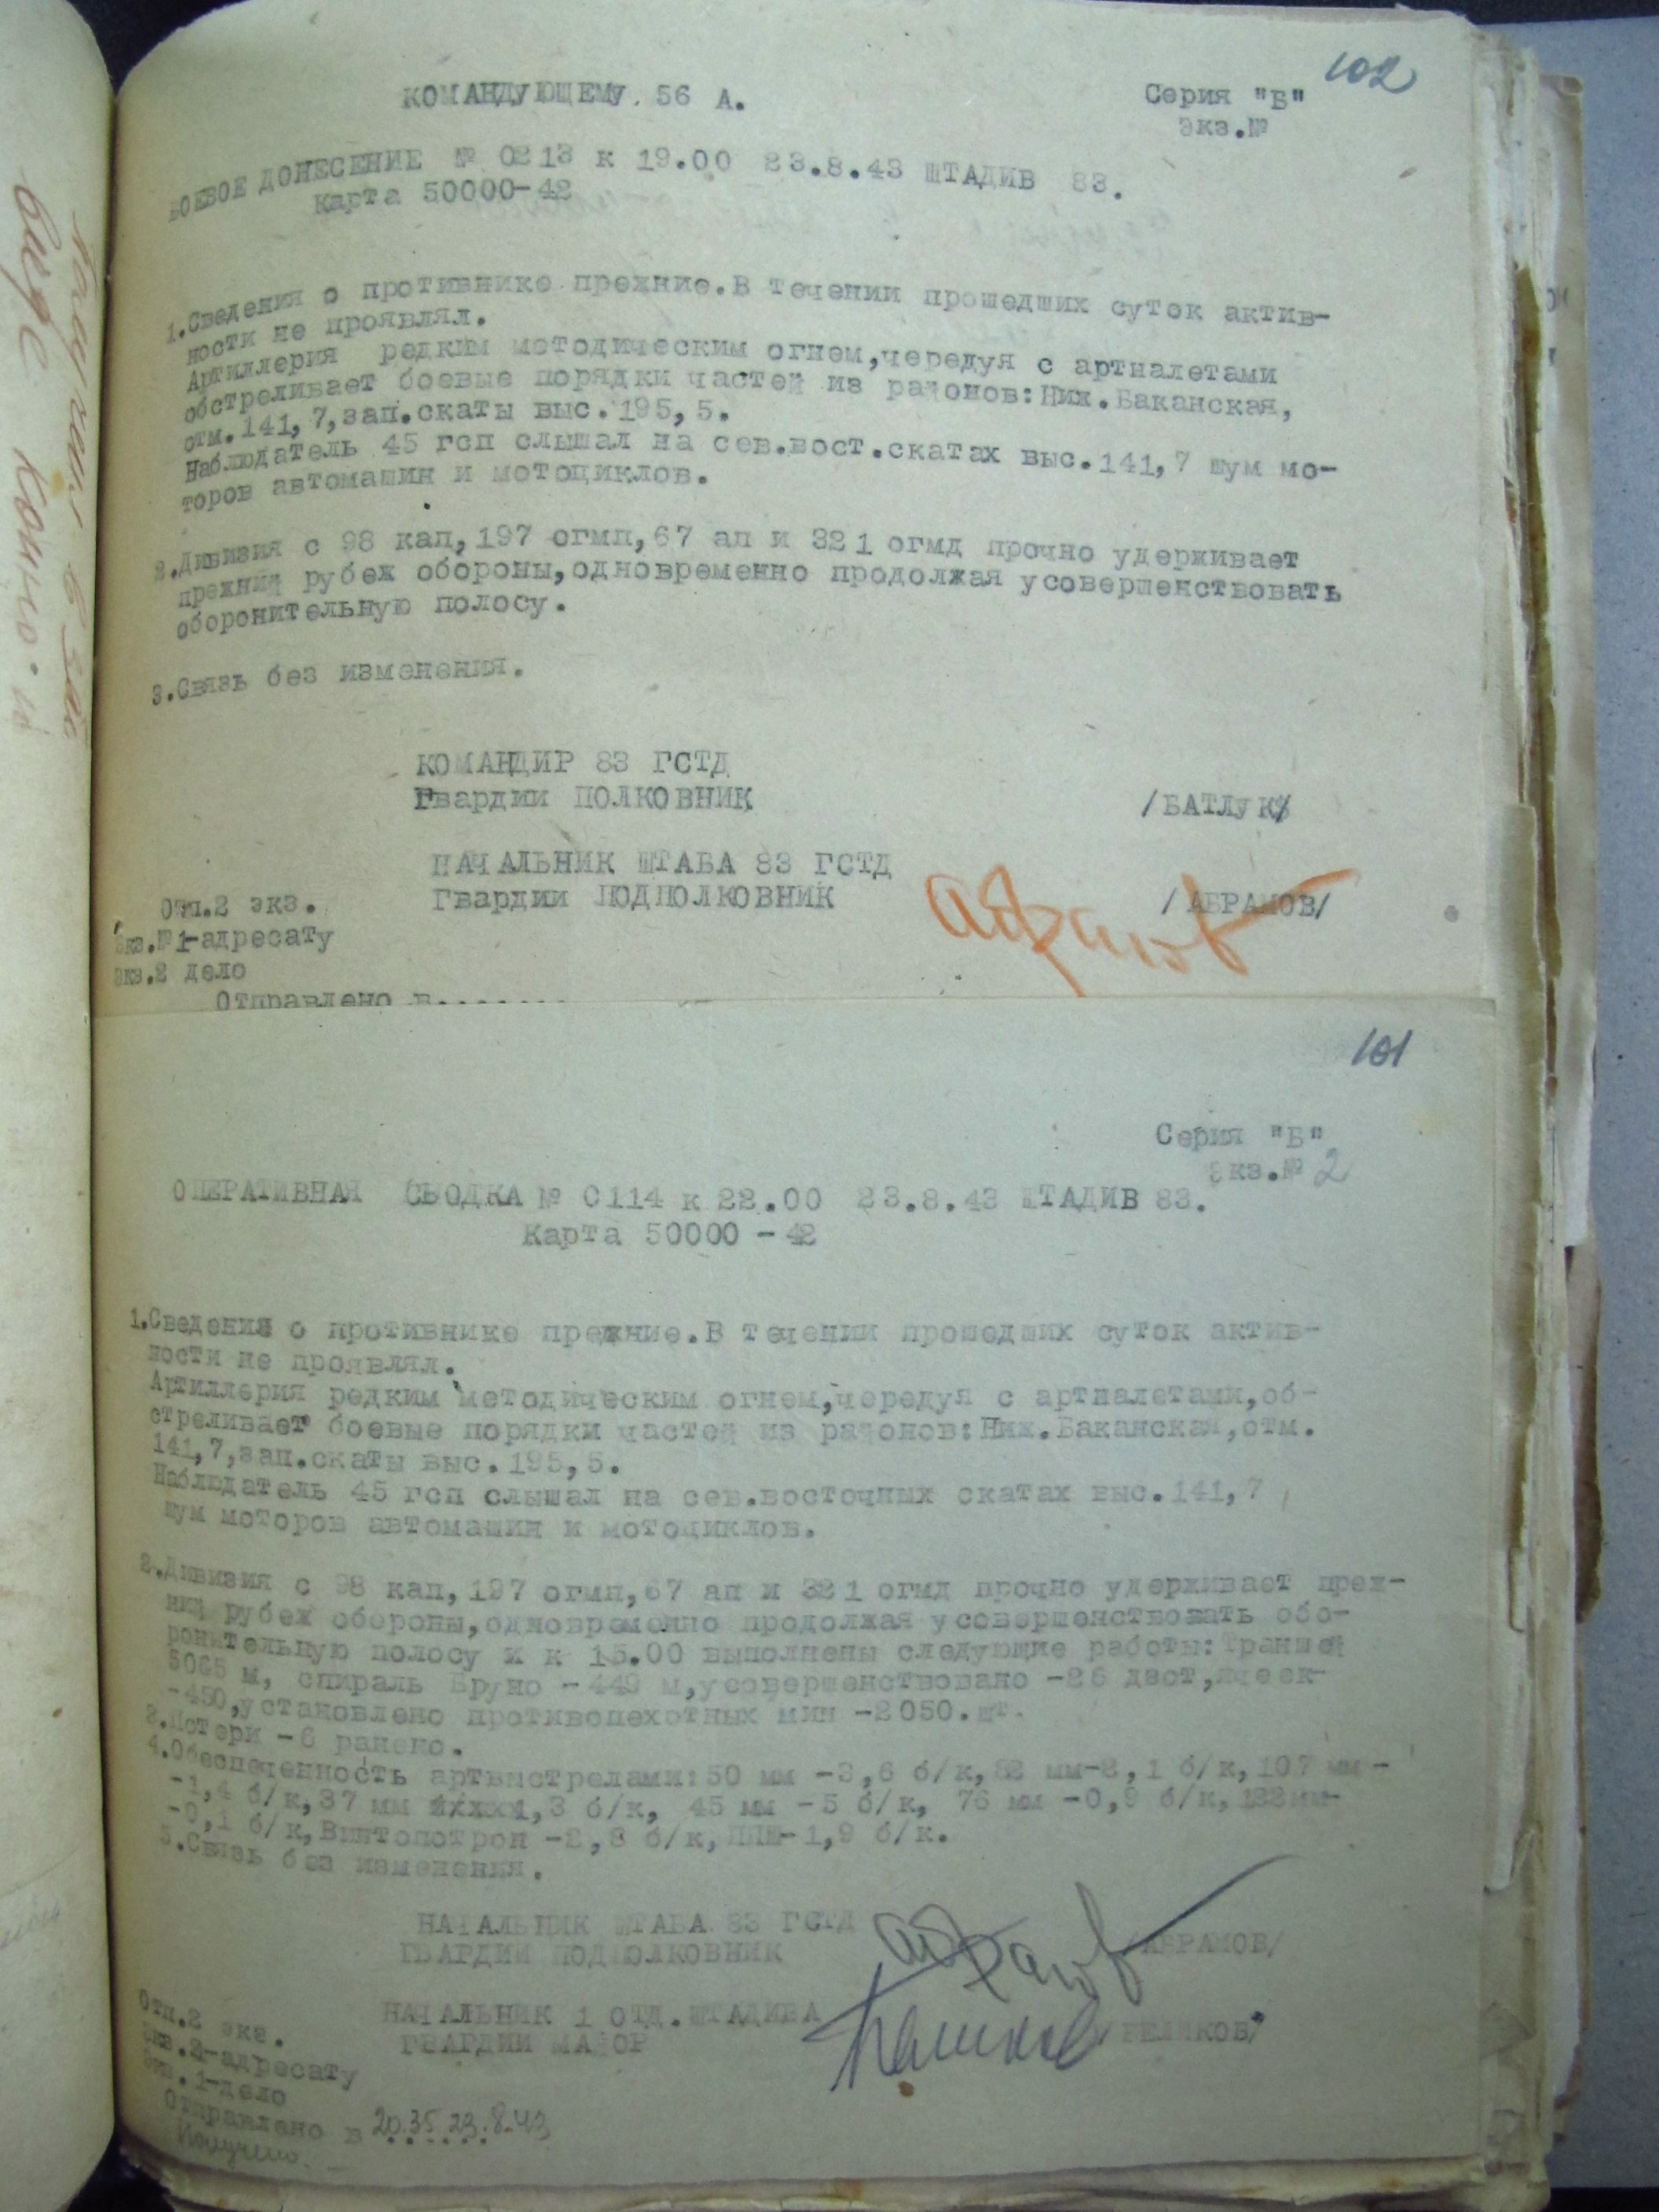 102
КОМАНДУЮЩЕМУ 56 А.
Серия "Б"
Экз.№
БОЕВОЕ ДОНЕСЕНИЕ № 0213 к 19.00 23.8.43 ШТАДИВ 83.
Карта 50000-42
1.Сведения о противнике прежние.В течении прошедших суток актив-
ности не проявлял.
Артиллерия редким методическим огнем,чередуя с артналетами
обстреливает боевые порядки частей из районов:Ниж.Баканская,
отм.141,7,зап.скаты выс.195,5.
Наблюдатель 45 гсп слышал на сев.вост.скатах выс.141,7 шум мо-
торов автомашин и мотоциклов.
2.Дивизия с 98 кап,197 огмп,67 ап и 321 огмд прочно удерживает
прежний рубеж обороны,одновременно продолжая усовершенствовать
оборонительную полосу.
3.Связь без изменения.
КОМАНДИР 83 ГСТД
Гвардии ПОЛКОВНИК /БАТЛУК/
НАЧАЛЬНИК ШТАБА 83 ГСТД
Гвардии ПОДПОЛКОВНИК /АБРАМОВ/
Отп.2 экз.
Экз.№1-адресату
Экз.2 дело
Отправлено в........
101
Серия "Б"
Экз.№ 2
ОПЕРАТИВНАЯ СВОДКА № 0114 к 22.00 23.8.43 ШТАДИВ 83.
Карта 50000 -42
1.Сведения о противнике прежние.В течении прошедших суток актив-
ности не проявлял.
Артиллерия редким методическим огнем,чередуя с артналетами,об-
стреливает боевые порядки частей из районов:Ниж.Баканская,отм.
141,7,зап.скаты выс.195,5.
Наблюдатель 45 гсп слышал на сев.восточных скатах выс.141,7
шум моторов автомашин и мотоциклов.
2.Дивизия с 98 кап,197 огмп,67 ап и 321 огмд прочно удерживает преж-
ний рубеж обороны,одновременно продолжая усовершенствовать обо-
ронительную полосу и к 15.00 выполнены следующие работы:Траншей
5065 м, спираль Бруно -449 м,усовершенствовано -26 дзот,ячеек-
-450,установлено противопехотных мин -2050.шт.
3.Потери -6 ранено.
4.Обеспеченность артвыстрелами:50 мм -3,6 б/к,82 мм-2,1 б/к,107 мм-
-1,4 б/к,37 мм 1,3 б/к, 45 мм -5 б/к, 76 мм -0,9 б/к,122мм-
-0,1 б/к,Винтопотрон -2,8 б/к,ППШ-1,9 б/к.
5.Связь без изменения.
НАЧАЛЬНИК ШТАБА 83 ГСТД
ГВАРДИИ ПОДПОЛКОВНИК /АБРАМОВ/
НАЧАЛЬНИК 1 ОТД.ШТАДИВА
ГВАРДИИ МАЙОР /БЕЛИКОВ/
Отп.2 экз.
Экз.2-адресату
Экз.1-дело
Отправлено в 20.35 23.8.43
Получено